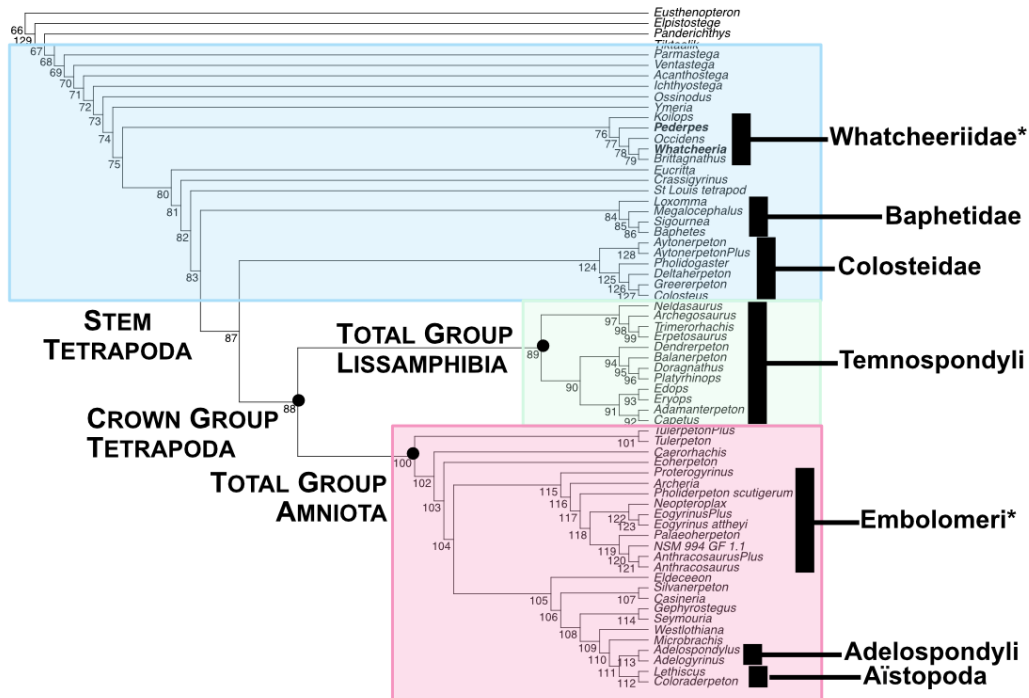 Eusthenopteron
66
Elpistostege
129
Panderichthys
67
Tiktaalik
68
Parmastega
69
Ventastega
70
Acanthostega
71
Ichthyostega
72
Ossinodus
73
Ymeria
74
Koilops
76
Pederpes
77
Occidens
78
Whatcheeria
79
Brittagnathus
75
Whatcheeriidae*
Eucritta
80
Crassigyrinus
81
St Louis tetrapod
82
Loxomma
84
Megalocephalus
85
Sigournea
86
Baphetes
83
Baphetidae
Aytonerpeton
128
AytonerpetonPlus
124
Pholidogaster
125
Deltaherpeton
126
Greererpeton
127
Colosteus
Colosteidae
STEM
TETRAPODA
87
TOTAL GROUP
LISSAMPHIBIA
89
Neldasaurus
97
Archegosaurus
98
Trimerorhachis
99
Erpetosaurus
Dendrerpeton
94
Balanerpeton
95
Doragnathus
96
Platyrhinops
90
Edops
93
Eryops
91
Adamanterpeton
92
Capetus
Temnospondyli
88
CROWN GROUP
TETRAPODA
TOTAL GROUP
AMNIOTA
100
TulerpetonPlus
101
Tulerpeton
102
Caerorhachis
103
Eoherpeton
104
Proterogyrinus
115
Archeria
116
Pholiderpeton scutigerum
117
Neopteroplax
122
EogyrinusPlus
123
Eogyrinus attheyi
118
Palaeoherpeton
119
NSM 994 GF 1.1
120
AnthracosaurusPlus
121
Anthracosaurus
Embolomeri*
Eldeceeon
105
Silvanerpeton
107
Casineria
106
Gephyrostegus
114
Seymouria
108
Westlothiana
109
Microbrachis
110
Adelospondylus
113
Adelogyrinus
111
Lethiscus
112
Coloraderpeton
Adelospondyli
Aïstopoda